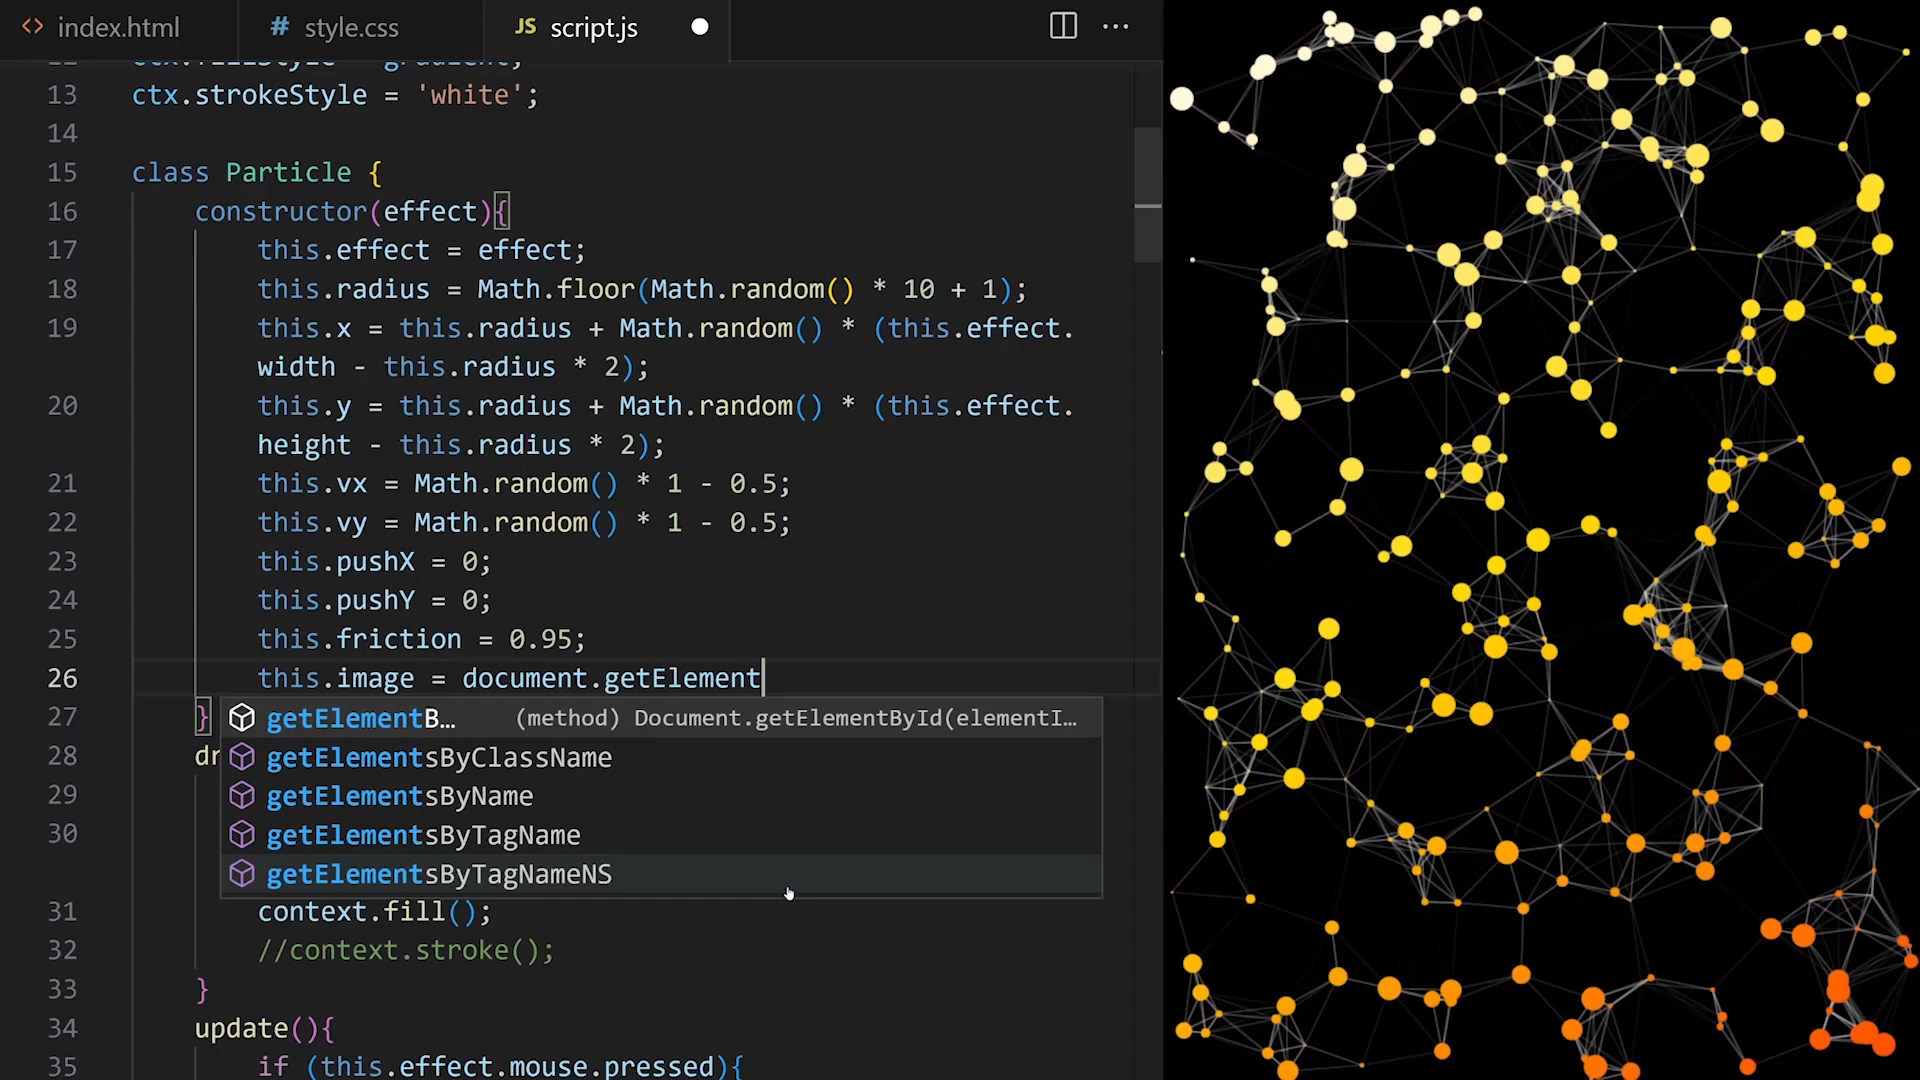 index.html
# style.css
JS script.js
ctx.fillStyle = gradient;
13 ctx.strokeStyle = 'white';
14
15 class Particle {
16 constructor(effect){
17 this.effect = effect;
18 this.radius = Math.floor(Math.random() * 10 + 1);
19 this.x = this.radius + Math.random() * (this.effect.
width - this.radius * 2);
20 this.y = this.radius + Math.random() * (this.effect.
height - this.radius * 2);
21 this.vx = Math.random() * 1 - 0.5;
22 this.vy = Math.random() * 1 - 0.5;
23 this.pushX = 0;
24 this.pushY = 0;
25 this.friction = 0.95;
26 this.image = document.getElement
27 }
getElementB… (method) Document.getElementById(elementI…
getElementsByClassName
28 dr
29
getElementsByName
30
getElementsByTagName
getElementsByTagNameNS
31 context.fill();
32 //context.stroke();
33 }
34 update(){
35 if (this.effect.mouse.pressed){